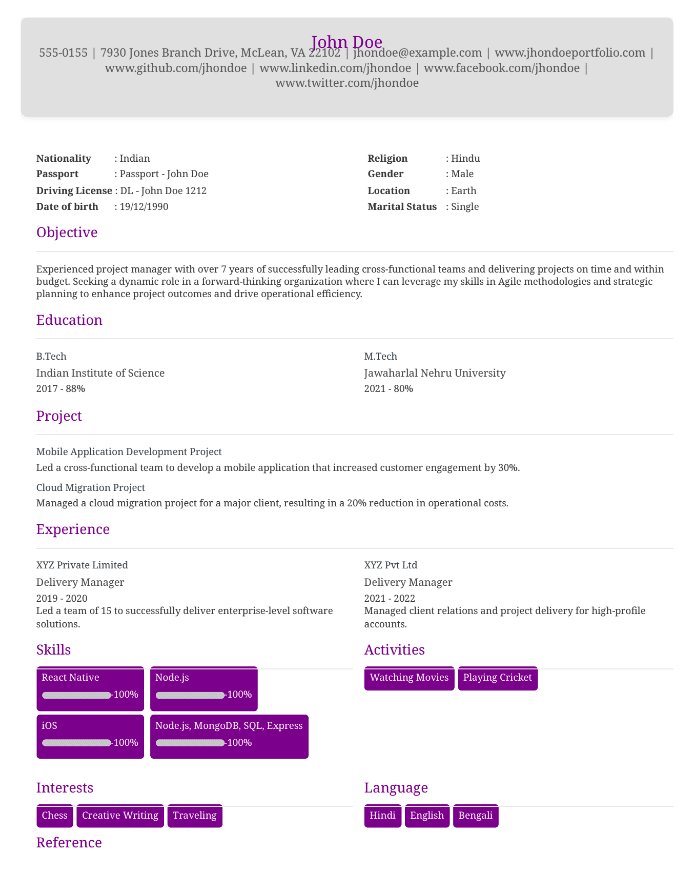 John Doe
555-0155 | 7930 Jones Branch Drive, McLean, VA 22102 | jhondoe@example.com | www.jhondoeportfolio.com |
www.github.com/jhondoe | www.linkedin.com/jhondoe | www.facebook.com/jhondoe |
www.twitter.com/jhondoe
Nationality : Indian
Passport : Passport - John Doe
Driving License : DL - John Doe 1212
Date of birth : 19/12/1990
Religion : Hindu
Gender : Male
Location : Earth
Marital Status : Single
Objective
Experienced project manager with over 7 years of successfully leading cross-functional teams and delivering projects on time and within
budget. Seeking a dynamic role in a forward-thinking organization where I can leverage my skills in Agile methodologies and strategic
planning to enhance project outcomes and drive operational efficiency.
Education
B.Tech
Indian Institute of Science
2017 - 88%
M.Tech
Jawaharlal Nehru University
2021 - 80%
Project
Mobile Application Development Project
Led a cross-functional team to develop a mobile application that increased customer engagement by 30%.
Cloud Migration Project
Managed a cloud migration project for a major client, resulting in a 20% reduction in operational costs.
Experience
XYZ Private Limited
Delivery Manager
2019 - 2020
Led a team of 15 to successfully deliver enterprise-level software
solutions.
XYZ Pvt Ltd
Delivery Manager
2021 - 2022
Managed client relations and project delivery for high-profile
accounts.
Skills
React Native
-100%
Node.js
-100%
iOS
-100%
Node.js, MongoDB, SQL, Express
-100%
Activities
Watching Movies
Playing Cricket
Interests
Chess
Creative Writing
Traveling
Language
Hindi
English
Bengali
Reference